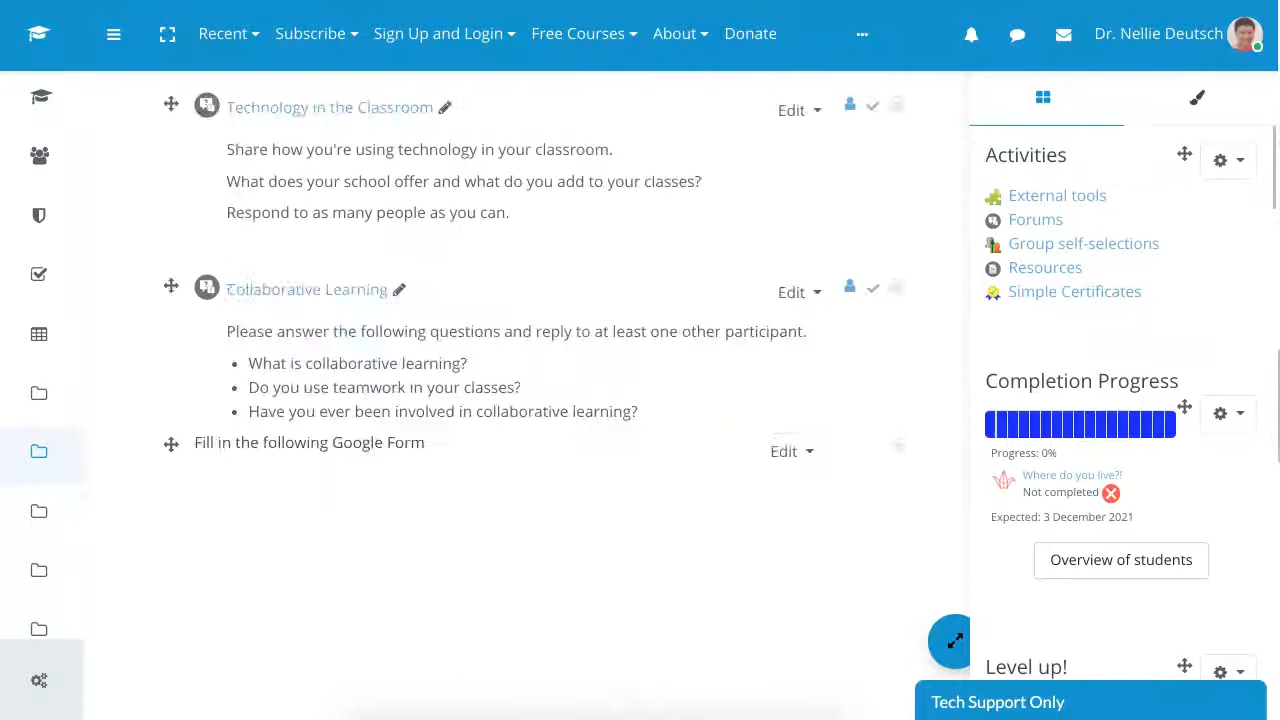 Recent Subscribe Sign Up and Login Free Courses About Donate ... Dr. Nellie Deutsch
Technology in the Classroom Edit
Share how you're using technology in your classroom.
What does your school offer and what do you add to your classes?
Respond to as many people as you can.
Collaborative Learning Edit
Please answer the following questions and reply to at least one other participant.
• What is collaborative learning?
• Do you use teamwork in your classes?
• Have you ever been involved in collaborative learning?
Fill in the following Google Form Edit
Activities
External tools
Forums
Group self-selections
Resources
Simple Certificates
Completion Progress
Progress: 0%
Where do you live?!
Not completed
Expected: 3 December 2021
Overview of students
Level up!
Tech Support Only